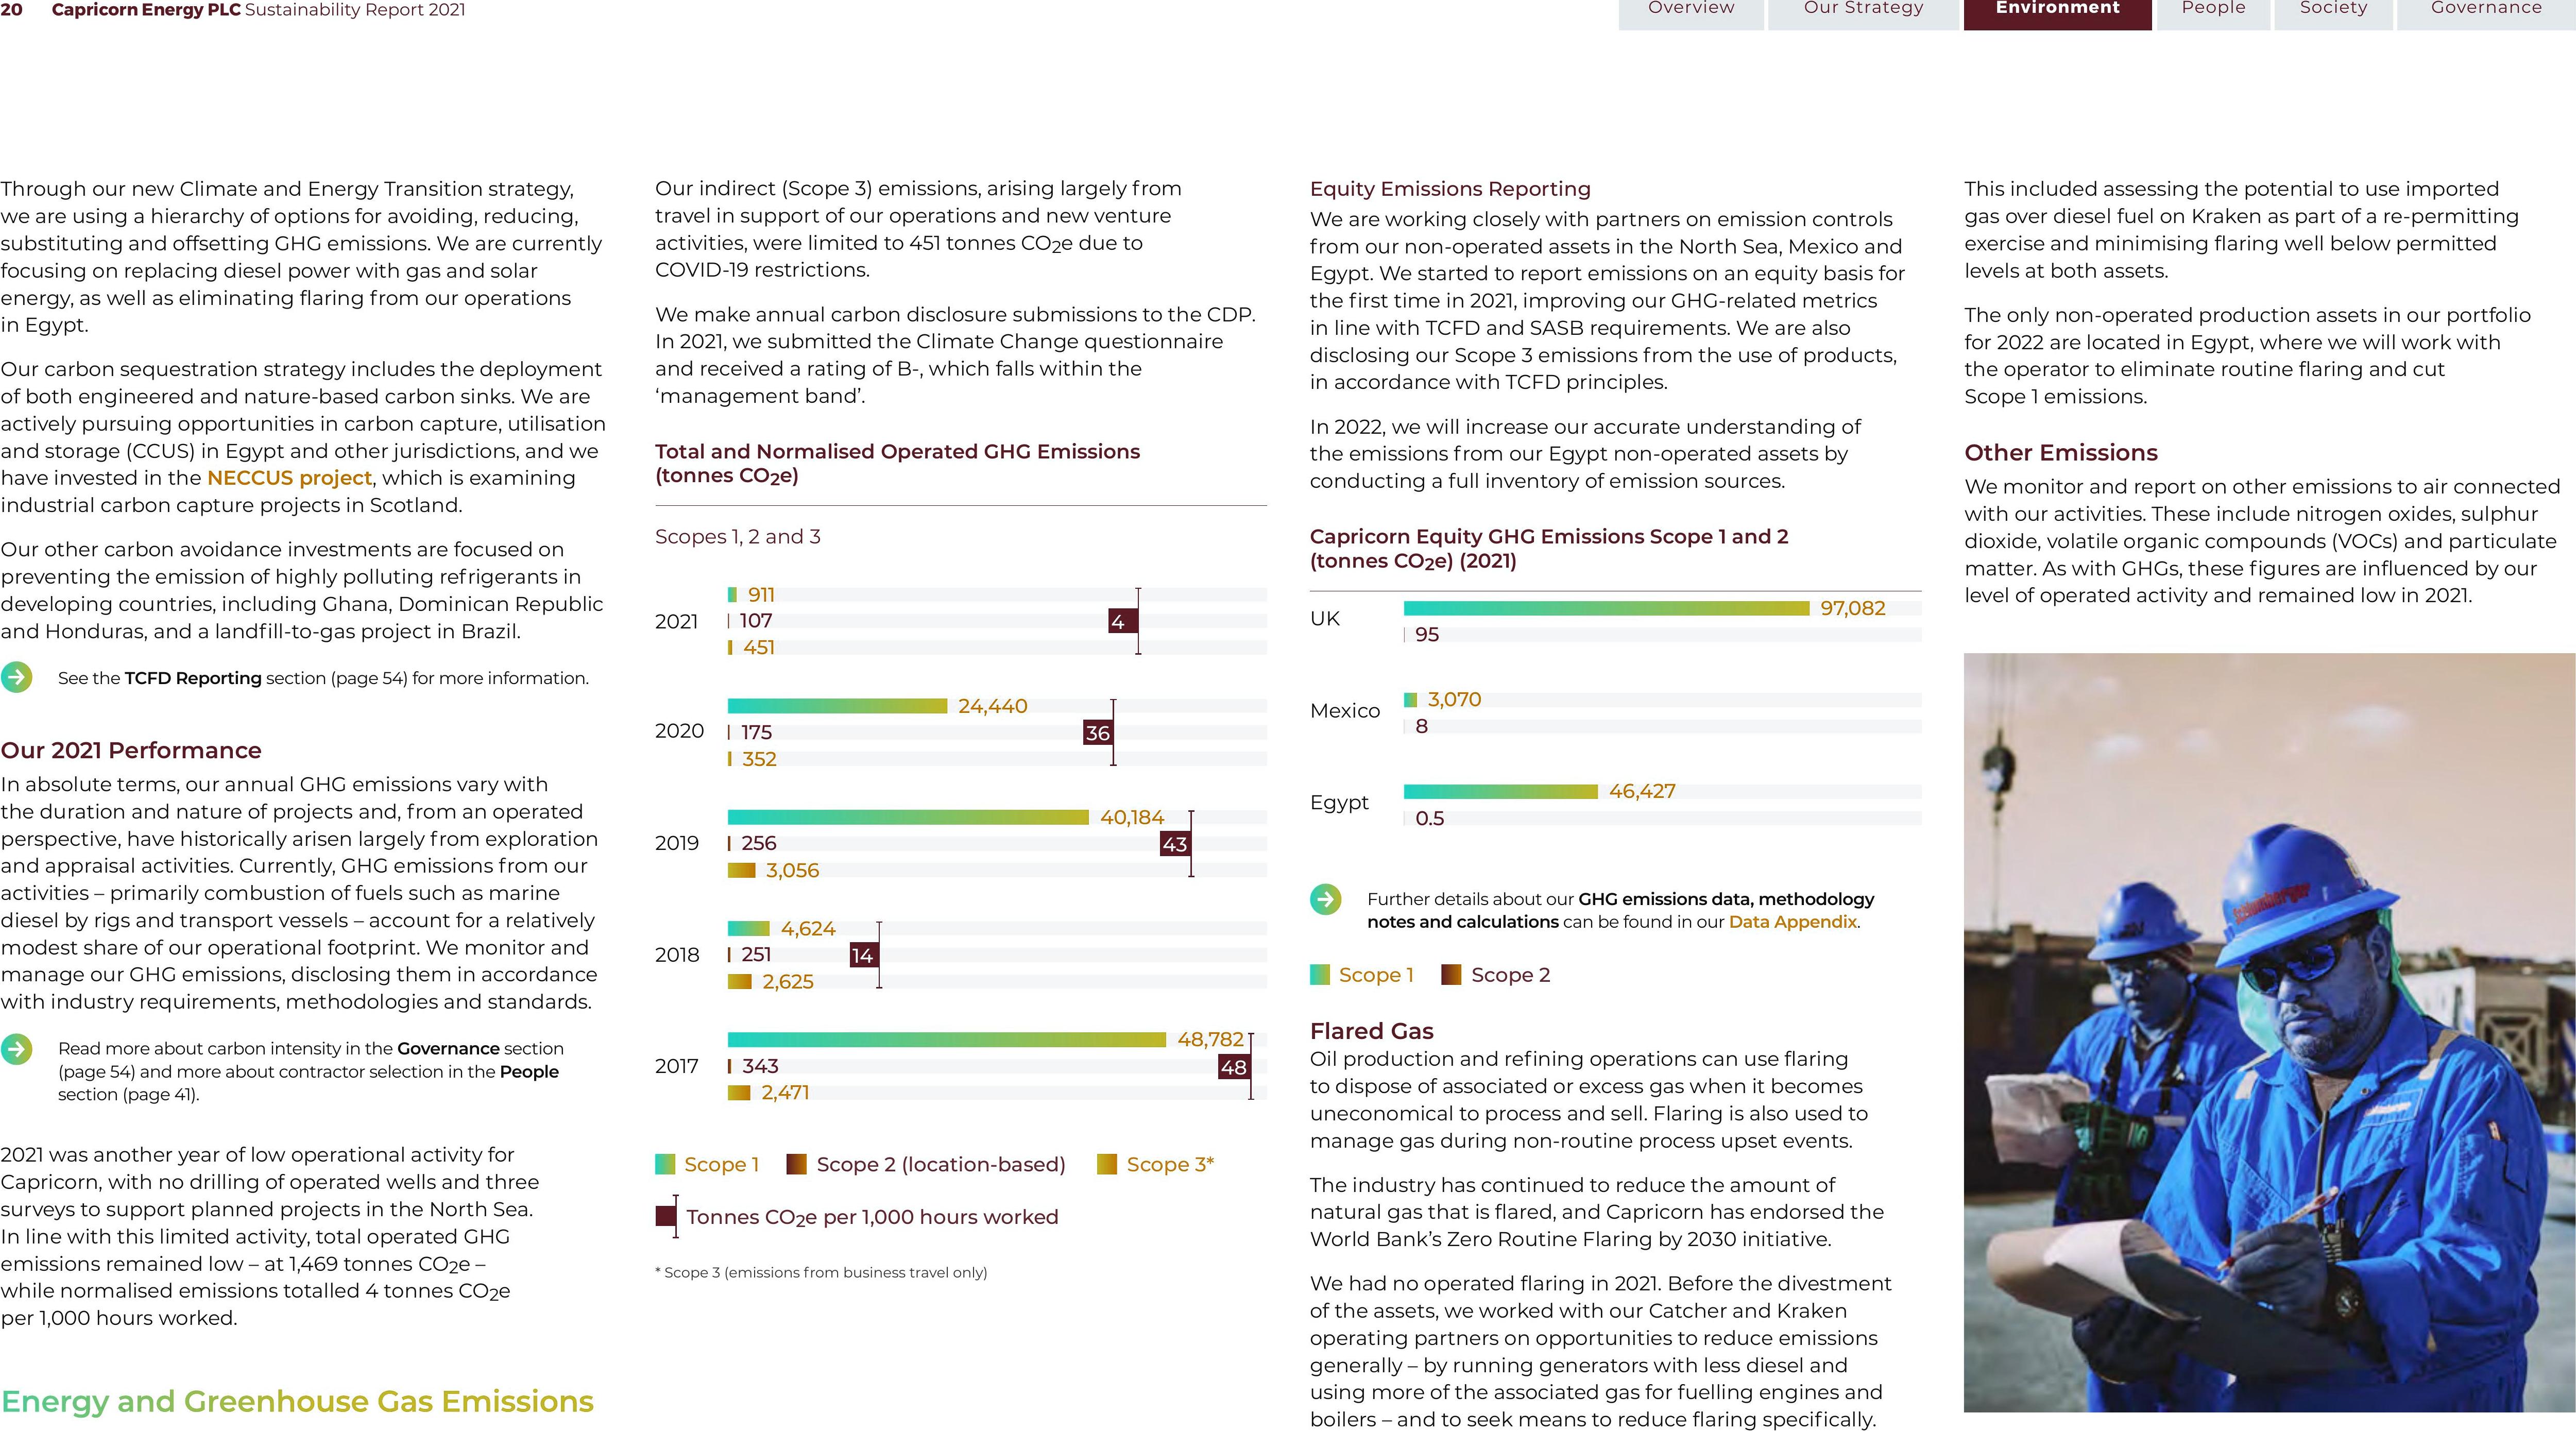 20 Capricorn Energy PLC Sustainability Report 2021
Overview
Our Strategy
Environment
People
Society
Governance
Through our new Climate and Energy Transition strategy,
we are using a hierarchy of options for avoiding, reducing,
substituting and offsetting GHG emissions. We are currently
focusing on replacing diesel power with gas and solar
energy, as well as eliminating flaring from our operations
in Egypt.
Our carbon sequestration strategy includes the deployment
of both engineered and nature-based carbon sinks. We are
actively pursuing opportunities in carbon capture, utilisation
and storage (CCUS) in Egypt and other jurisdictions, and we
have invested in the NECCUS project, which is examining
industrial carbon capture projects in Scotland.
Our other carbon avoidance investments are focused on
preventing the emission of highly polluting refrigerants in
developing countries, including Ghana, Dominican Republic
and Honduras, and a landfill-to-gas project in Brazil.
See the TCFD Reporting section (page 54) for more information.
Our 2021 Performance
In absolute terms, our annual GHG emissions vary with
the duration and nature of projects and, from an operated
perspective, have historically arisen largely from exploration
and appraisal activities. Currently, GHG emissions from our
activities – primarily combustion of fuels such as marine
diesel by rigs and transport vessels – account for a relatively
modest share of our operational footprint. We monitor and
manage our GHG emissions, disclosing them in accordance
with industry requirements, methodologies and standards.
Read more about carbon intensity in the Governance section
(page 54) and more about contractor selection in the People
section (page 41).
2021 was another year of low operational activity for
Capricorn, with no drilling of operated wells and three
surveys to support planned projects in the North Sea.
In line with this limited activity, total operated GHG
emissions remained low – at 1,469 tonnes CO2e –
while normalised emissions totalled 4 tonnes CO2e
per 1,000 hours worked.
Energy and Greenhouse Gas Emissions
Our indirect (Scope 3) emissions, arising largely from
travel in support of our operations and new venture
activities, were limited to 451 tonnes CO2e due to
COVID-19 restrictions.
We make annual carbon disclosure submissions to the CDP.
In 2021, we submitted the Climate Change questionnaire
and received a rating of B-, which falls within the
‘management band’.
Total and Normalised Operated GHG Emissions
(tonnes CO2e)
Scopes 1, 2 and 3
911
2021 107 4
451
24,440
2020 175 36
352
40,184
2019 256 43
3,056
4,624
2018 251 14
2,625
48,782
2017 343 48
2,471
Scope 1 Scope 2 (location-based) Scope 3*
Tonnes CO2e per 1,000 hours worked
* Scope 3 (emissions from business travel only)
Equity Emissions Reporting
We are working closely with partners on emission controls
from our non-operated assets in the North Sea, Mexico and
Egypt. We started to report emissions on an equity basis for
the first time in 2021, improving our GHG-related metrics
in line with TCFD and SASB requirements. We are also
disclosing our Scope 3 emissions from the use of products,
in accordance with TCFD principles.
In 2022, we will increase our accurate understanding of
the emissions from our Egypt non-operated assets by
conducting a full inventory of emission sources.
Capricorn Equity GHG Emissions Scope 1 and 2
(tonnes CO2e) (2021)
UK 97,082
95
Mexico 3,070
8
Egypt 46,427
0.5
Further details about our GHG emissions data, methodology
notes and calculations can be found in our Data Appendix.
Scope 1 Scope 2
Flared Gas
Oil production and refining operations can use flaring
to dispose of associated or excess gas when it becomes
uneconomical to process and sell. Flaring is also used to
manage gas during non-routine process upset events.
The industry has continued to reduce the amount of
natural gas that is flared, and Capricorn has endorsed the
World Bank’s Zero Routine Flaring by 2030 initiative.
We had no operated flaring in 2021. Before the divestment
of the assets, we worked with our Catcher and Kraken
operating partners on opportunities to reduce emissions
generally – by running generators with less diesel and
using more of the associated gas for fuelling engines and
boilers – and to seek means to reduce flaring specifically.
This included assessing the potential to use imported
gas over diesel fuel on Kraken as part of a re-permitting
exercise and minimising flaring well below permitted
levels at both assets.
The only non-operated production assets in our portfolio
for 2022 are located in Egypt, where we will work with
the operator to eliminate routine flaring and cut
Scope 1 emissions.
Other Emissions
We monitor and report on other emissions to air connected
with our activities. These include nitrogen oxides, sulphur
dioxide, volatile organic compounds (VOCs) and particulate
matter. As with GHGs, these figures are influenced by our
level of operated activity and remained low in 2021.
Schlumberger